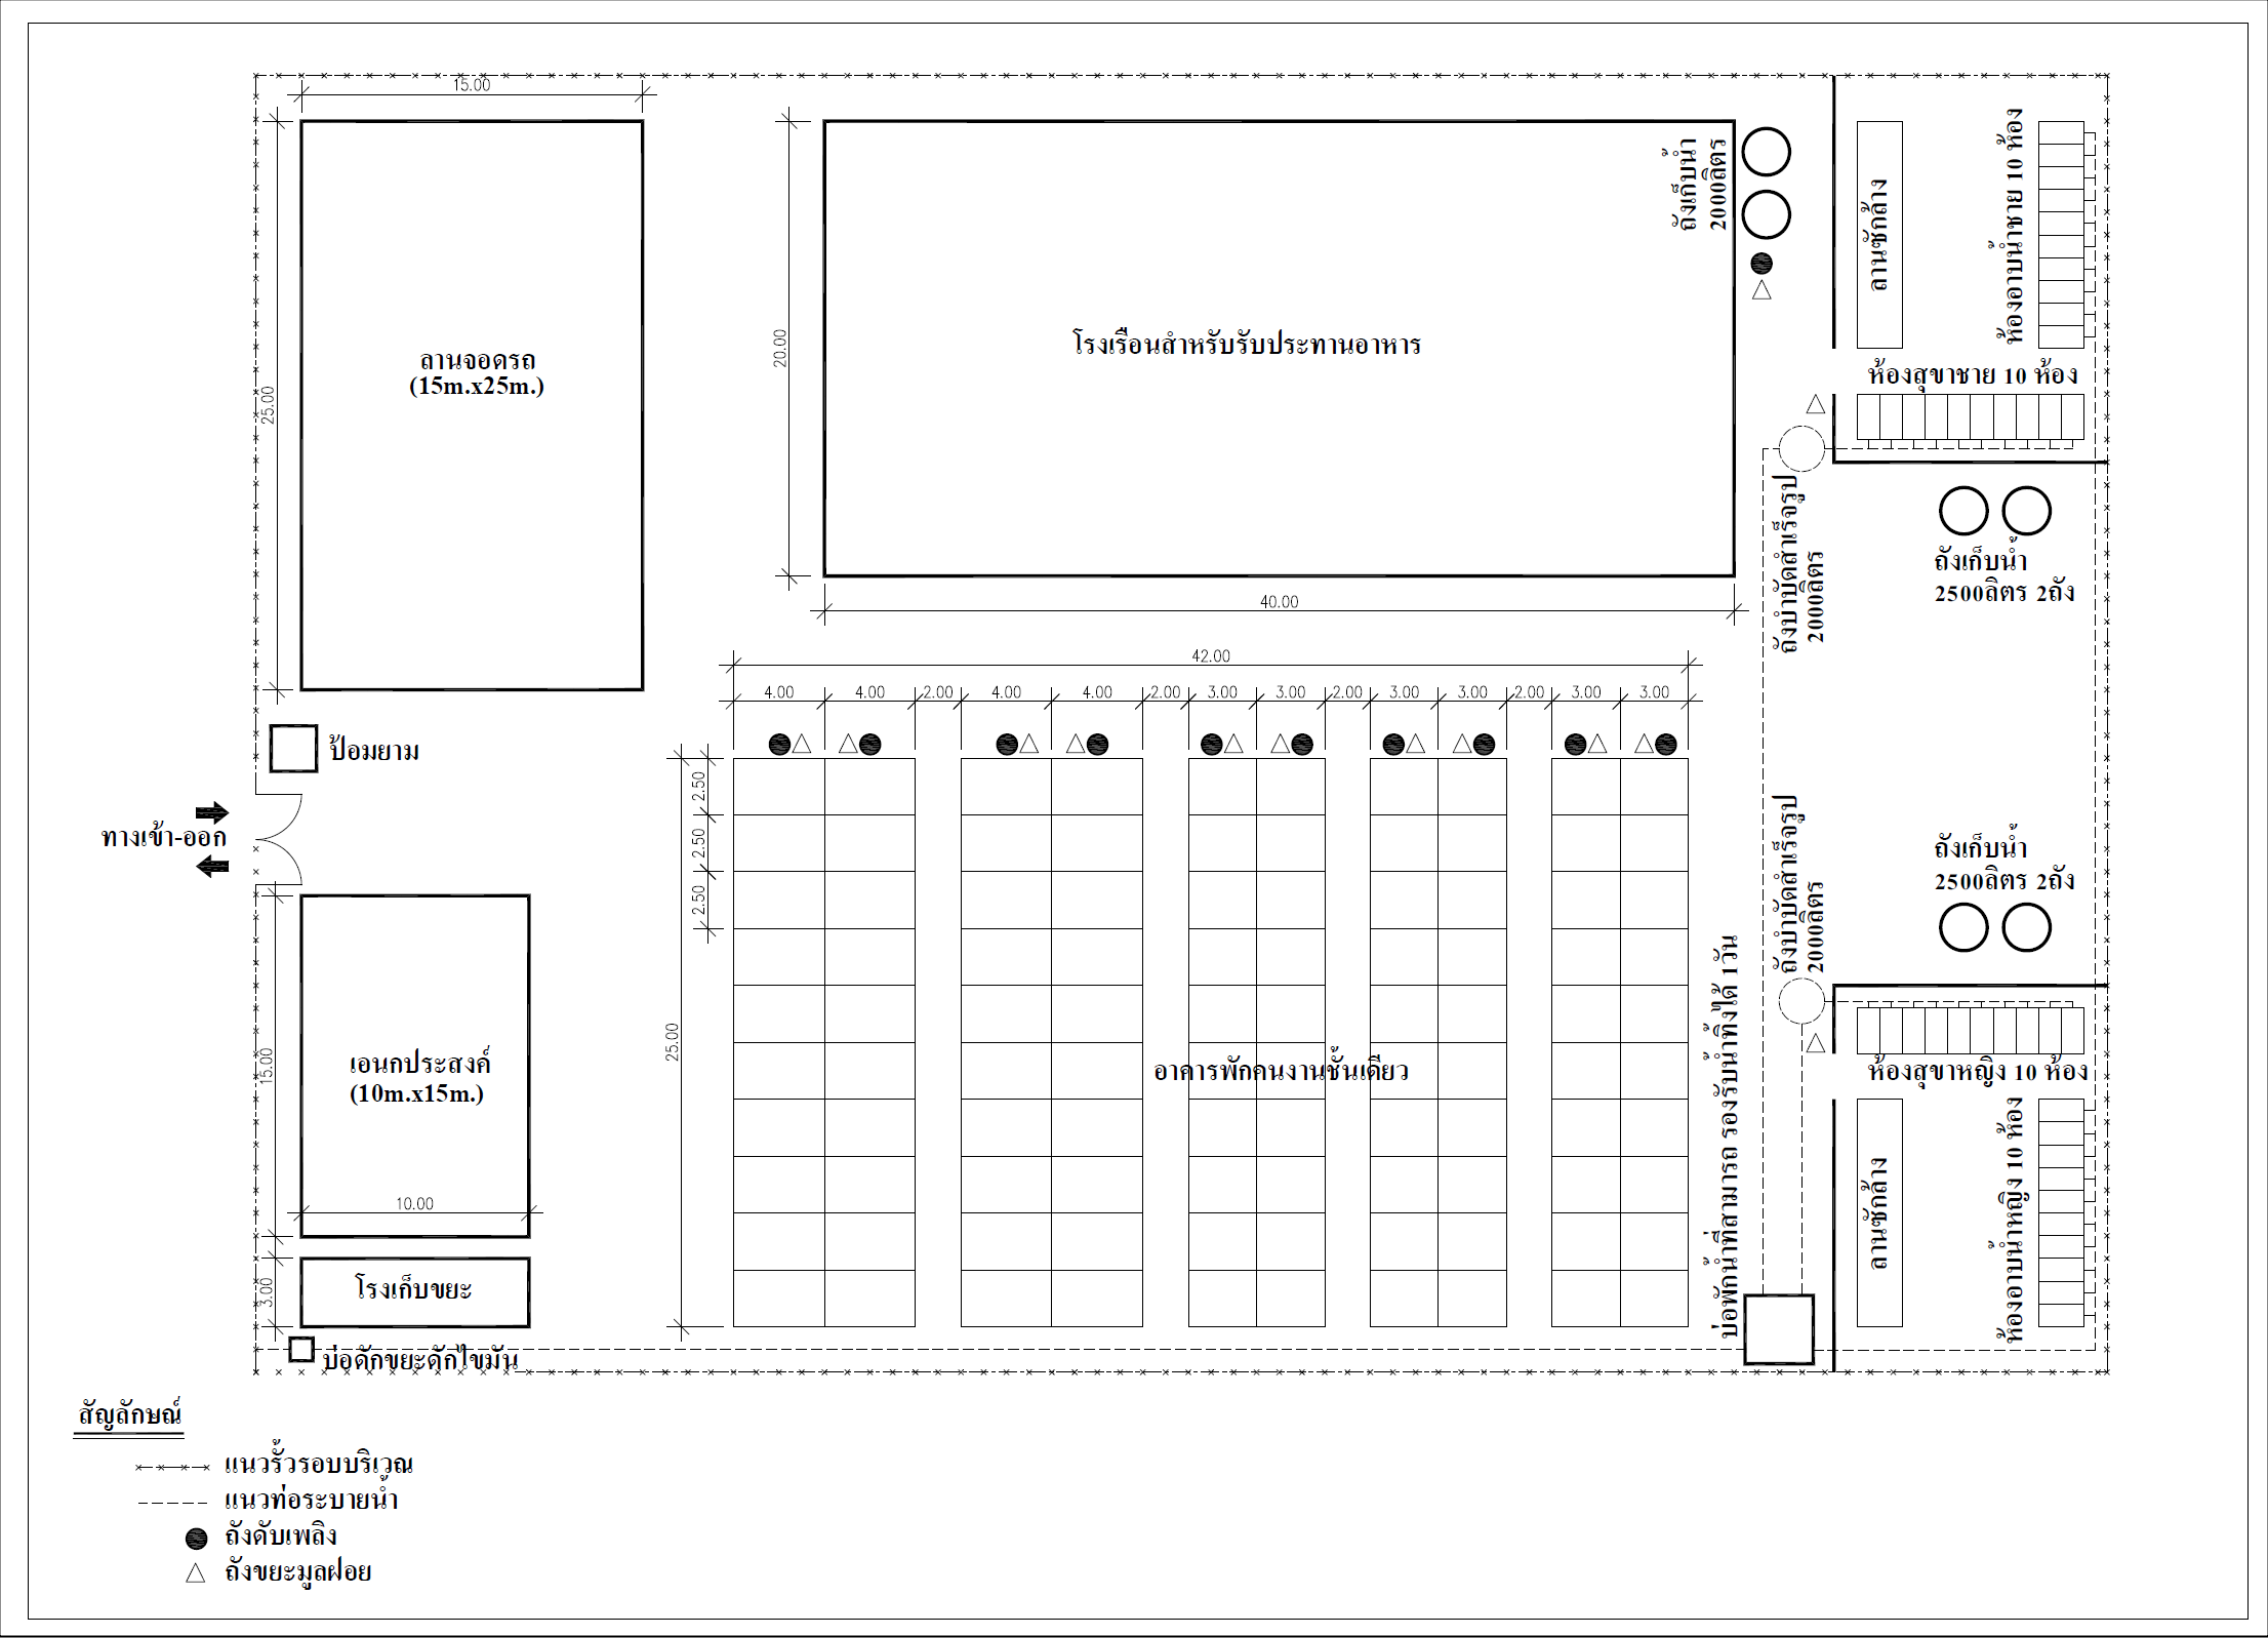 15.00
25.00
ลานจอดรถ
(15m.x25m.)
20.00
โรงเรือนสำหรับรับประทานอาหาร
40.00
ถังเก็บน้ำ
2000ลิตร
ลานซักล้าง
ห้องอาบน้ำชาย 10 ห้อง
ห้องสุขาชาย 10 ห้อง
ถังบำบัดสำเร็จรูป
2000ลิตร
ถังเก็บน้ำ
2500ลิตร 2ถัง
42.00
4.00 4.00 2.00 4.00 4.00 2.00 3.00 3.00 2.00 3.00 3.00 2.00 3.00 3.00
ป้อมยาม
ทางเข้า-ออก
2.50
2.50
2.50
25.00
อาคารพักคนงานชั้นเดียว
ถังบำบัดสำเร็จรูป
2000ลิตร
ถังเก็บน้ำ
2500ลิตร 2ถัง
บ่อพักน้ำที่สามารถ รองรับน้ำทิ้งได้ 1วัน
ห้องสุขาหญิง 10 ห้อง
ลานซักล้าง
ห้องอาบน้ำหญิง 10 ห้อง
15.00
เอนกประสงค์
(10m.x15m.)
10.00
3.00
โรงเก็บขยะ
บ่อดักขยะดักไขมัน
สัญลักษณ์
แนวรั้วรอบบริเวณ
แนวท่อระบายน้ำ
ถังดับเพลิง
ถังขยะมูลฝอย